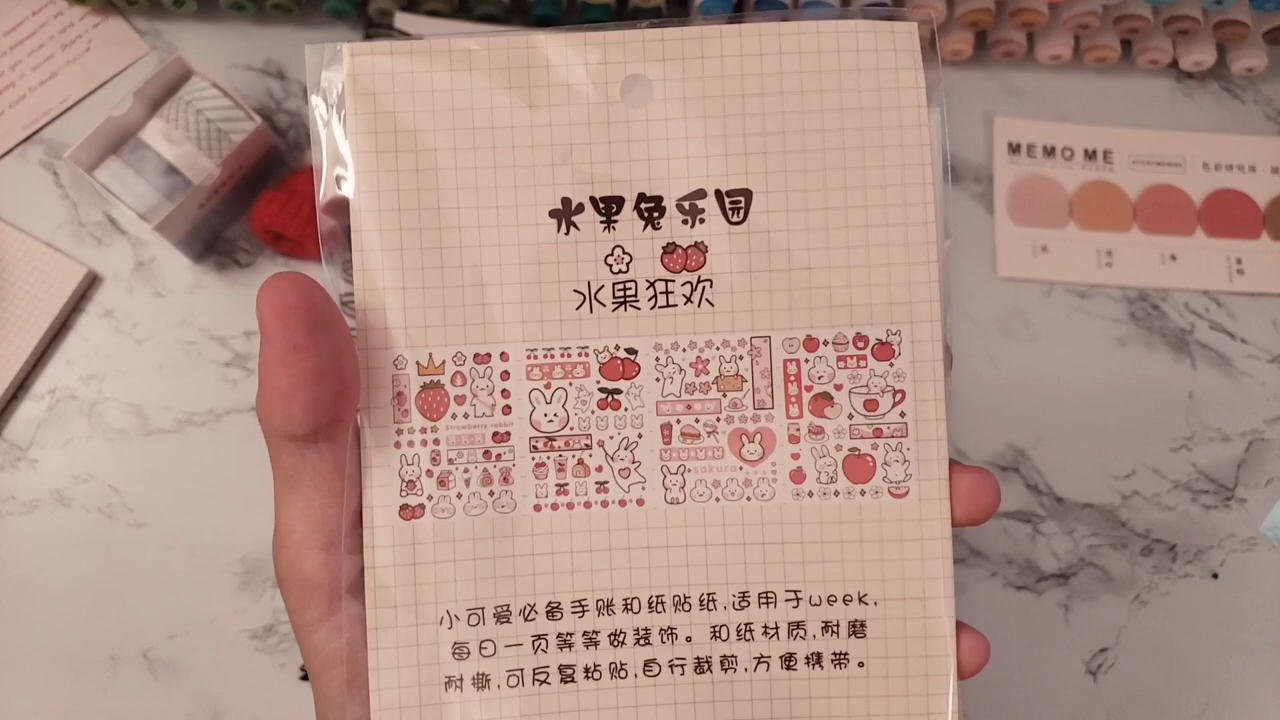 水果兔乐园
水果狂欢
Strawberry rabbit
sakura
小可爱必备手账和纸贴纸,适用于week,
每日一页等等做装饰。和纸材质,耐磨
耐撕,可反复粘贴,自行裁剪,方便携带。
MEMO ME